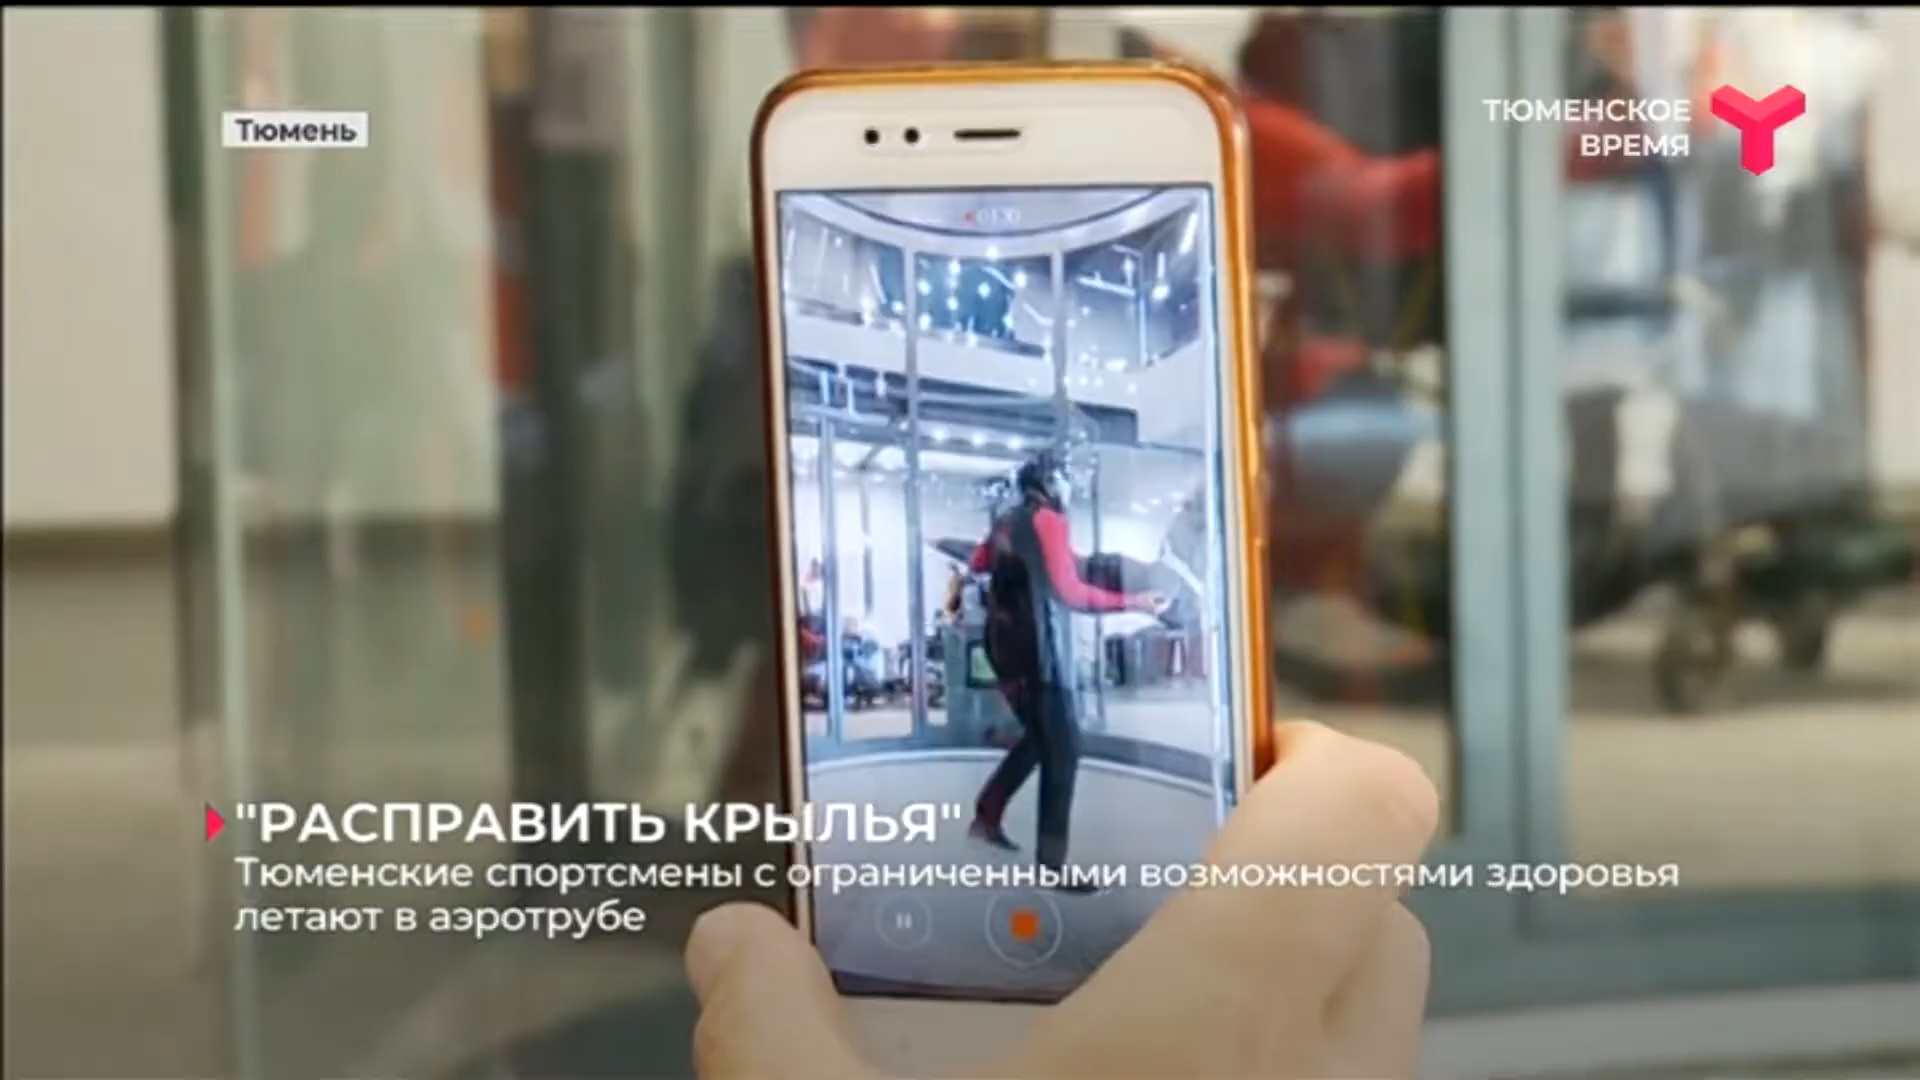 Тюмень
ТЮМЕНСКОЕ
ВРЕМЯ
"РАСПРАВИТЬ КРЫЛЬЯ"
Тюменские спортсмены с ограниченными возможностями здоровья
летают в аэротрубе